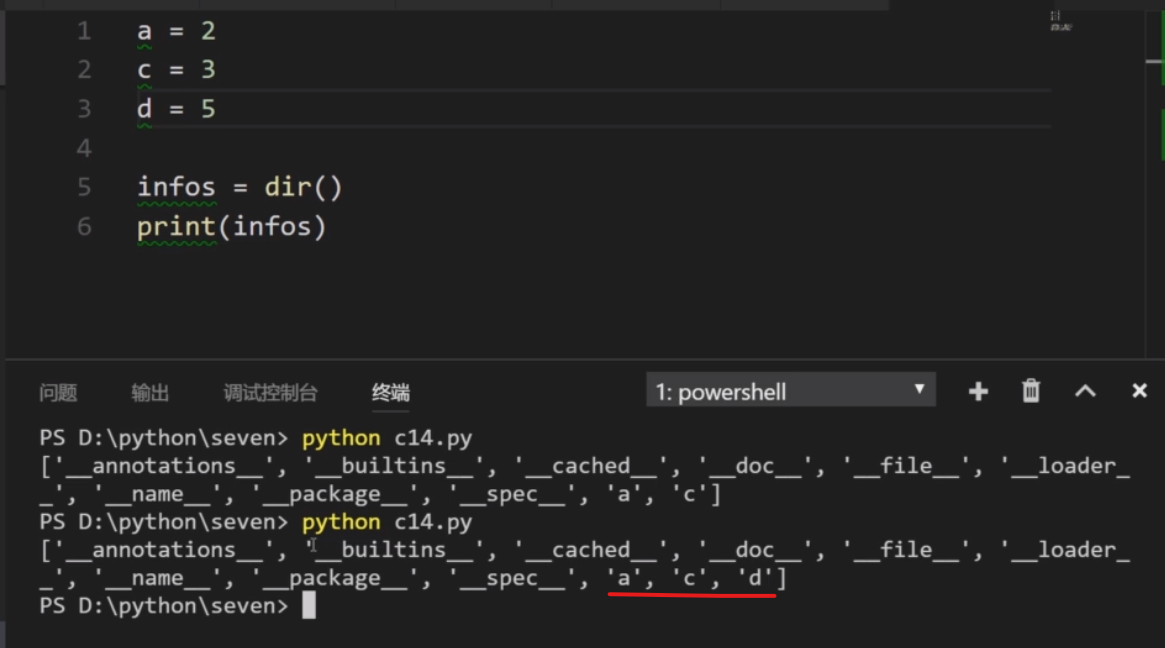 1 a = 2
2 c = 3
3 d = 5
4
5 infos = dir()
6 print(infos)
问题 输出 调试控制台 终端 1: powershell
PS D:\python\seven> python c14.py
['__annotations__', '__builtins__', '__cached__', '__doc__', '__file__', '__loader_
_', '__name__', '__package__', '__spec__', 'a', 'c']
PS D:\python\seven> python c14.py
['__annotations__', '__builtins__', '__cached__', '__doc__', '__file__', '__loader_
_', '__name__', '__package__', '__spec__', 'a', 'c', 'd']
PS D:\python\seven>